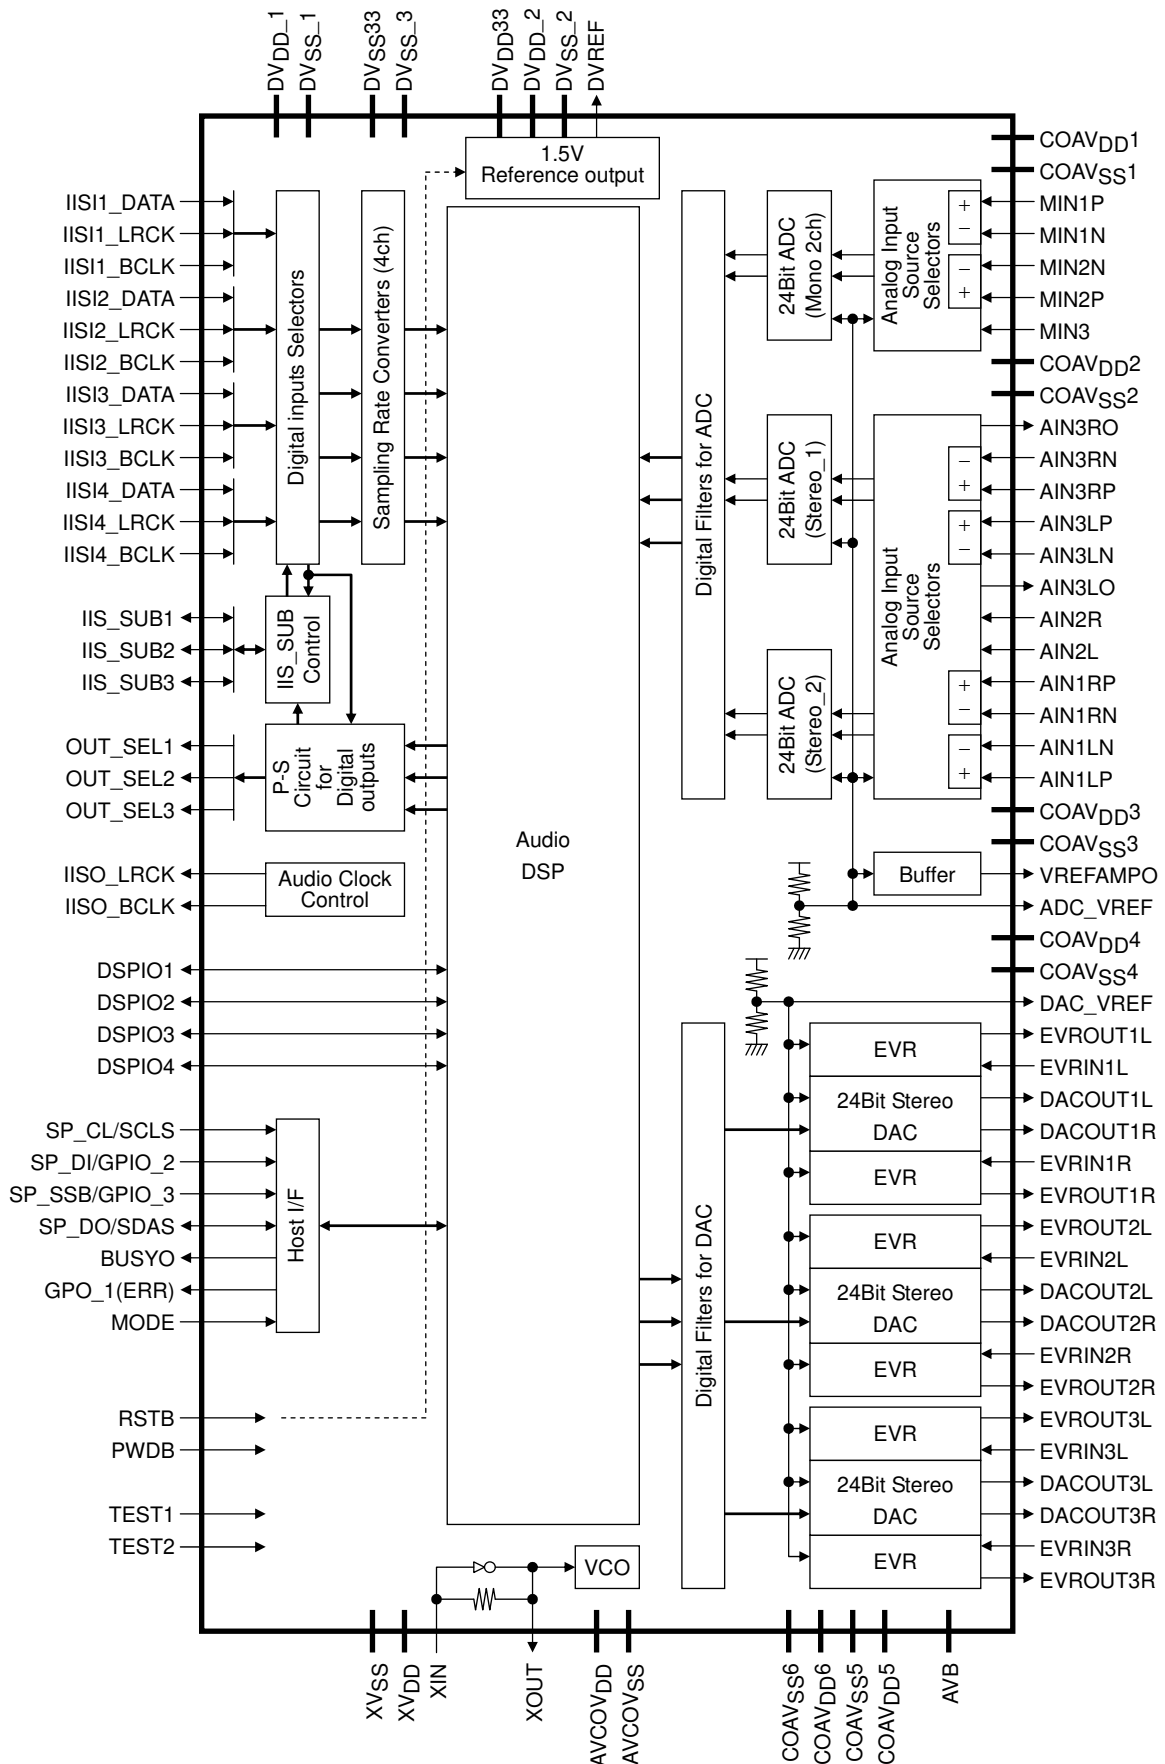 DVDD_1
DVSS_1
DVSS33
DVSS_3
DVDD33
DVDD_2
DVSS_2
DVREF
1.5V
Reference output
IISI1_DATA
IISI1_LRCK
IISI1_BCLK
IISI2_DATA
IISI2_LRCK
IISI2_BCLK
IISI3_DATA
IISI3_LRCK
IISI3_BCLK
IISI4_DATA
IISI4_LRCK
IISI4_BCLK
IIS_SUB1
IIS_SUB2
IIS_SUB3
OUT_SEL1
OUT_SEL2
OUT_SEL3
IISO_LRCK
IISO_BCLK
DSPIO1
DSPIO2
DSPIO3
DSPIO4
SP_CL/SCLS
SP_DI/GPIO_2
SP_SSB/GPIO_3
SP_DO/SDAS
BUSYO
GPO_1(ERR)
MODE
RSTB
PWDB
TEST1
TEST2
Digital inputs Selectors
Sampling Rate Converters (4ch)
IIS_SUB
Control
P-S
Circuit
for
Digital
outputs
Audio Clock
Control
Host I/F
Audio
DSP
Digital Filters for ADC
24Bit ADC
(Mono 2ch)
24Bit ADC
(Stereo_1)
24Bit ADC
(Stereo_2)
Analog Input
Source
Selectors
+
−
−
+
Analog Input
Source
Selectors
−
+
+
−
+
−
−
+
Buffer
Digital Filters for DAC
EVR
24Bit Stereo
DAC
EVR
EVR
24Bit Stereo
DAC
EVR
EVR
24Bit Stereo
DAC
EVR
VCO
COAVDD1
COAVSS1
MIN1P
MIN1N
MIN2N
MIN2P
MIN3
COAVDD2
COAVSS2
AIN3RO
AIN3RN
AIN3RP
AIN3LP
AIN3LN
AIN3LO
AIN2R
AIN2L
AIN1RP
AIN1RN
AIN1LN
AIN1LP
COAVDD3
COAVSS3
VREFAMPO
ADC_VREF
COAVDD4
COAVSS4
DAC_VREF
EVROUT1L
EVRIN1L
DACOUT1L
DACOUT1R
EVRIN1R
EVROUT1R
EVROUT2L
EVRIN2L
DACOUT2L
DACOUT2R
EVRIN2R
EVROUT2R
EVROUT3L
EVRIN3L
DACOUT3L
DACOUT3R
EVRIN3R
EVROUT3R
XVSS
XVDD
XIN
XOUT
AVCOVDD
AVCOVSS
COAVSS6
COAVDD6
COAVSS5
COAVDD5
AVB